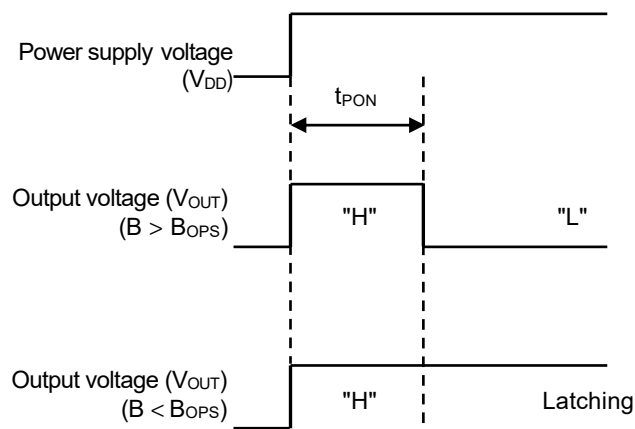 Power supply voltage
(VDD)
tPON
Output voltage (VOUT)
(B > BOPS)
"H"
"L"
Output voltage (VOUT)
(B < BOPS)
"H"
Latching